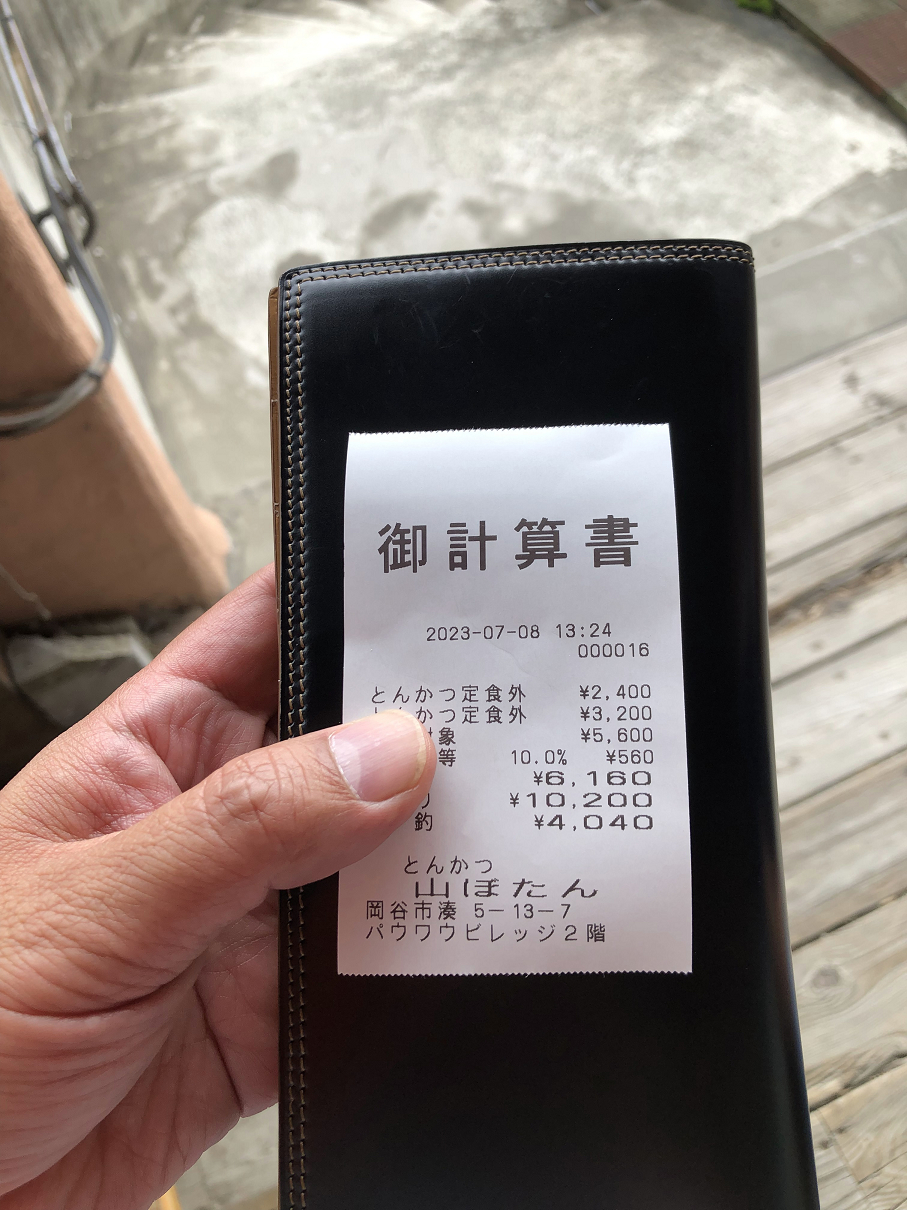 御計算書
2023-07-08 13:24
000016
とんかつ定食外 ¥2,400
とんかつ定食外 ¥3,200
対象 ¥5,600
等 10.0% ¥560
¥6,160
¥10,200
釣 ¥4,040
とんかつ
山ぼたん
岡谷市湊 5-13-7
パウワウビレッジ2階